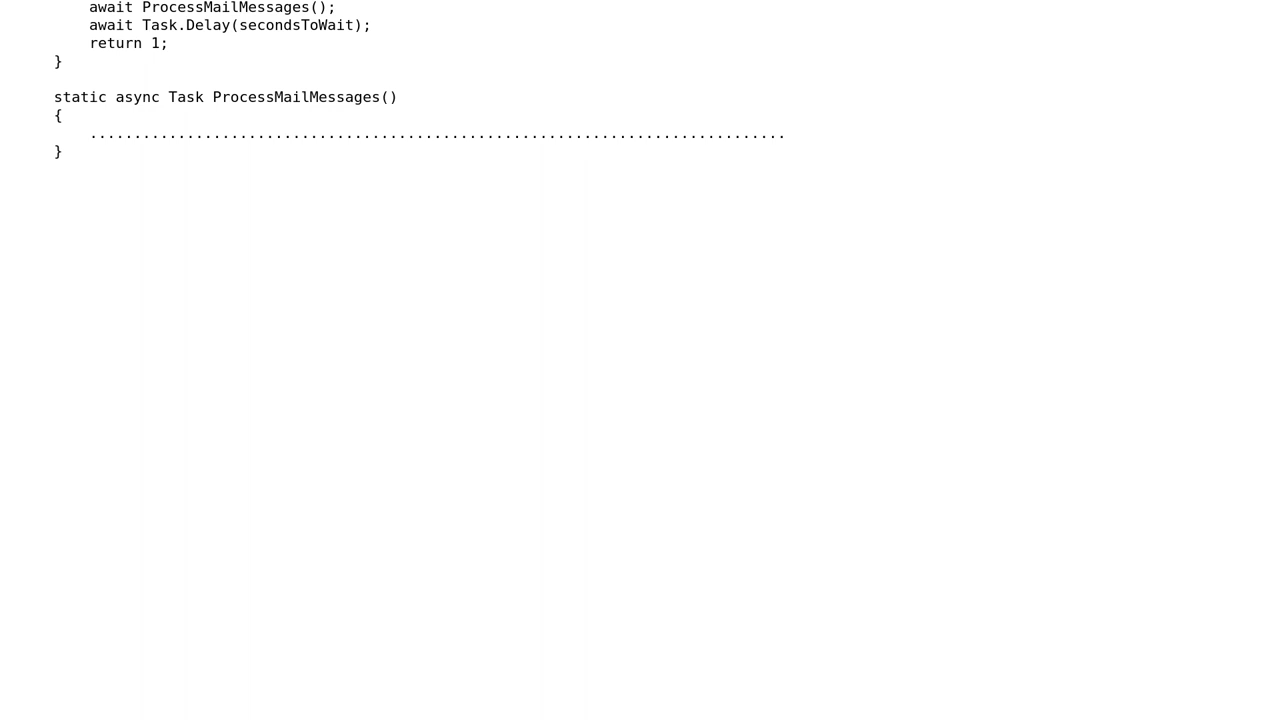 await ProcessMailMessages();
await Task.Delay(secondsToWait);
return 1;
}
static async Task ProcessMailMessages()
{
...............................................................................
}